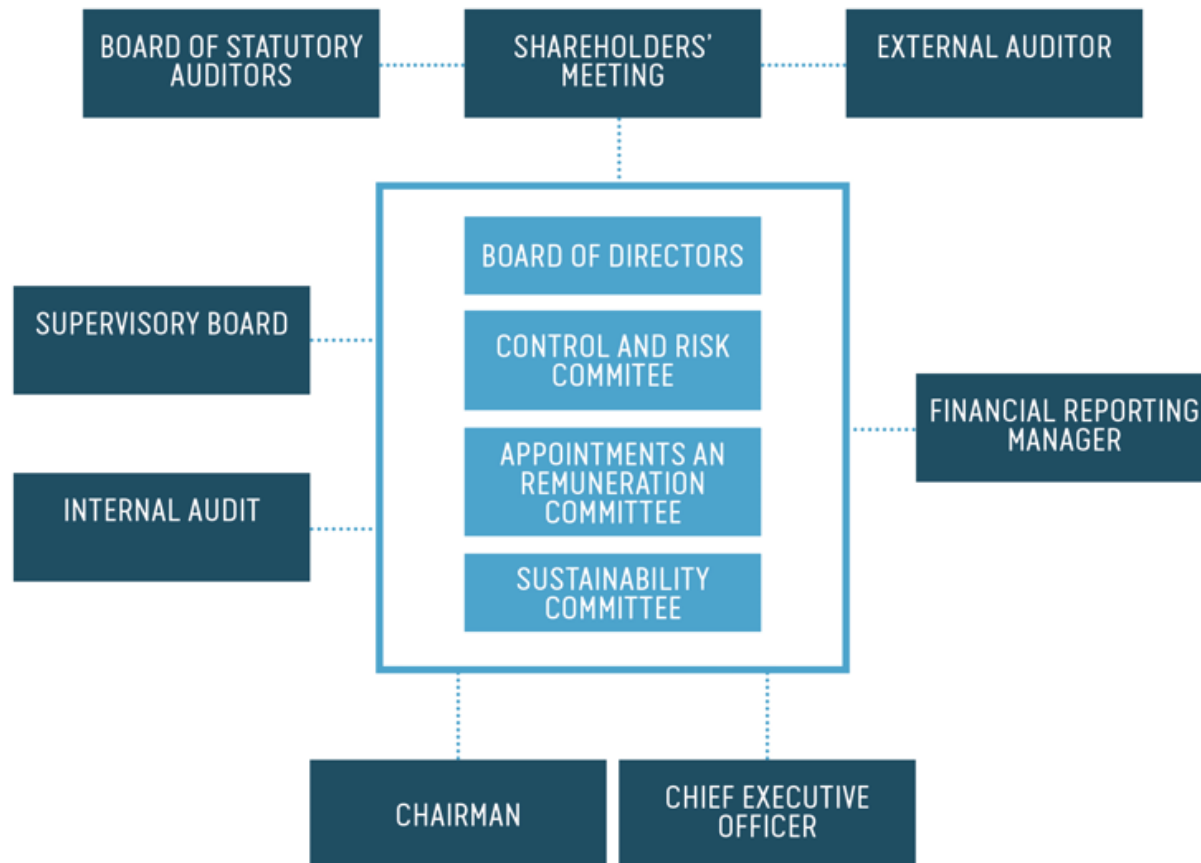 BOARD OF STATUTORY
AUDITORS
SHAREHOLDERS'
MEETING
EXTERNAL AUDITOR
BOARD OF DIRECTORS
SUPERVISORY BOARD
CONTROL AND RISK
COMMITEE
FINANCIAL REPORTING
MANAGER
APPOINTMENTS AN
REMUNERATION
COMMITTEE
INTERNAL AUDIT
SUSTAINABILITY
COMMITTEE
CHAIRMAN
CHIEF EXECUTIVE
OFFICER